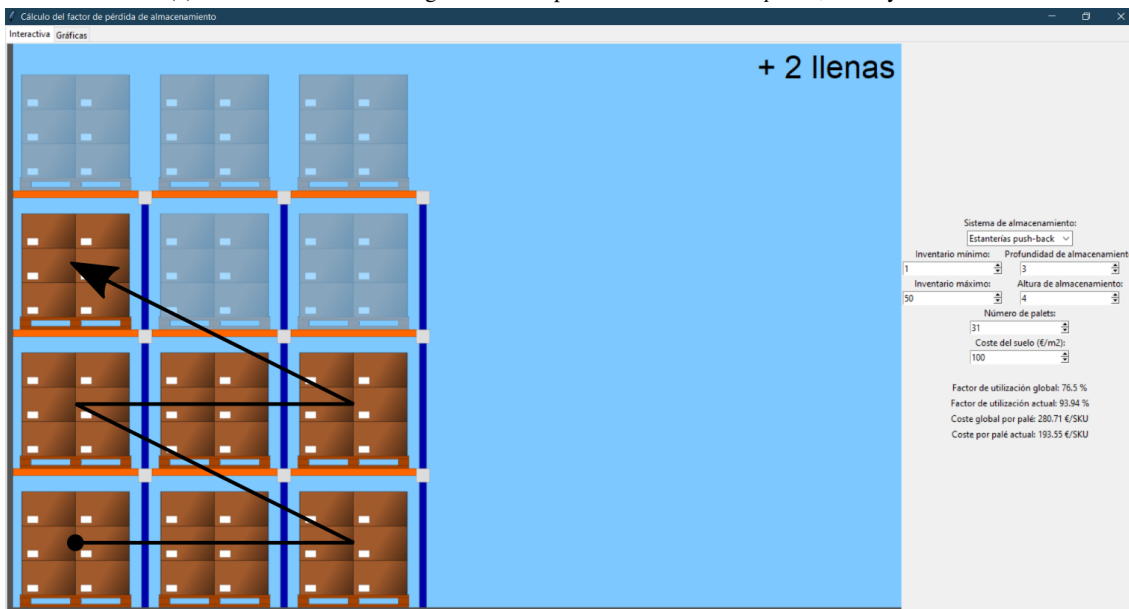 Cálculo del factor de pérdida de almacenamiento
Interactiva Gráficas
+ 2 llenas
Sistema de almacenamiento:
Estanterías push-back
Inventario mínimo: Profundidad de almacenamient
1 3
Inventario máximo: Altura de almacenamiento:
50 4
Número de palets:
31
Coste del suelo (€/m2):
100
Factor de utilización global: 76.5 %
Factor de utilización actual: 93.94 %
Coste global por palé: 280.71 €/SKU
Coste por palé actual: 193.55 €/SKU